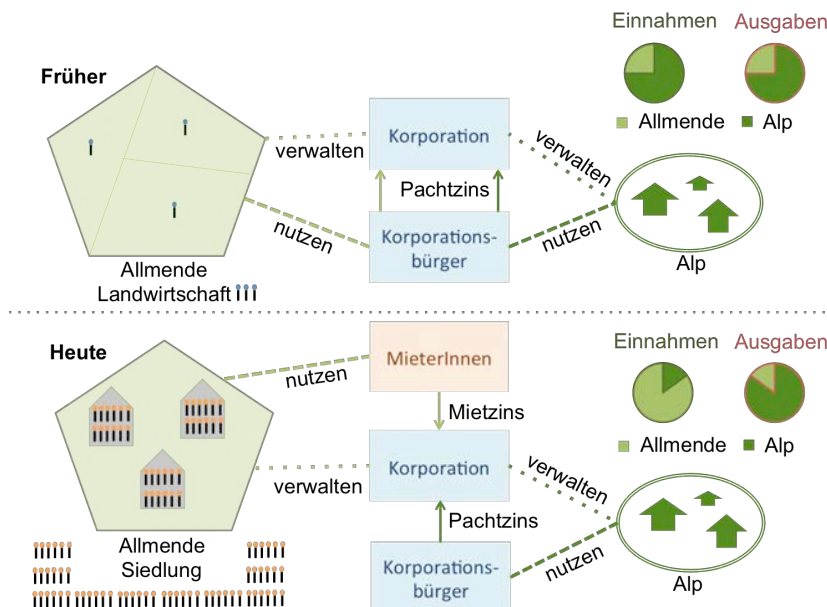 Früher
Einnahmen
Ausgaben
Allmende
Alp
verwalten
Korporation
verwalten
Pachtzins
nutzen
Korporations-
bürger
nutzen
Alp
Allmende
Landwirtschaft
Heute
MieterInnen
Einnahmen
Ausgaben
nutzen
Mietzins
Allmende
Alp
Korporation
verwalten
verwalten
Pachtzins
Allmende
Siedlung
Korporations-
bürger
nutzen
Alp